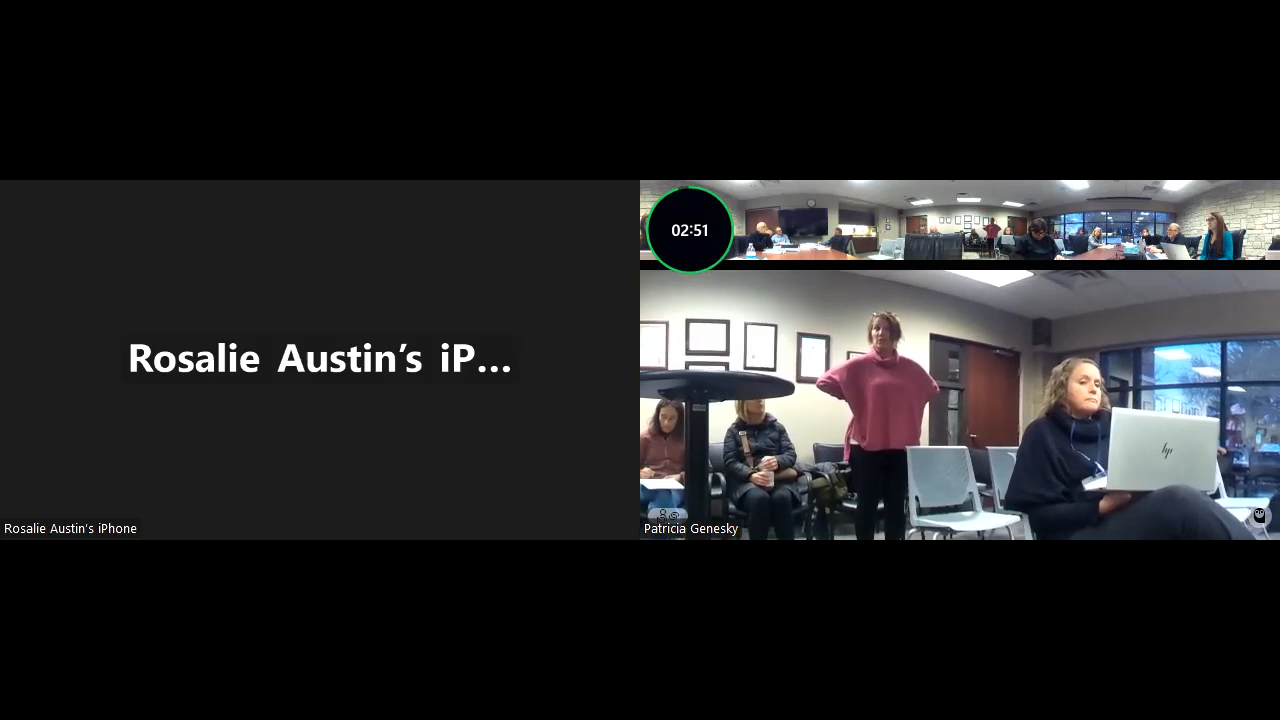 Rosalie Austin’s iP...
Rosalie Austin's iPhone
02:51
hp
Patricia Genesky